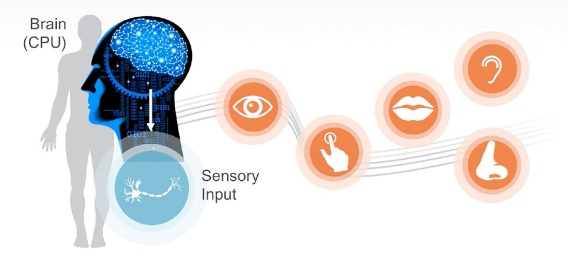 Brain
(CPU)
Sensory
Input